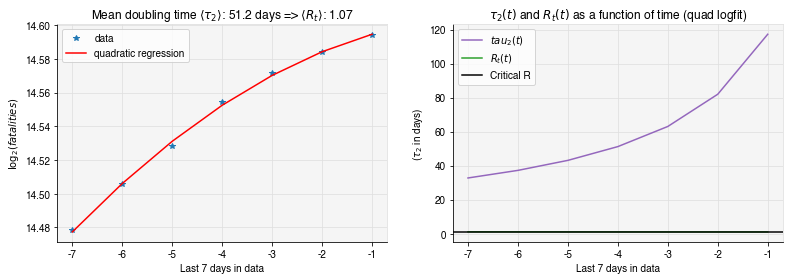 Mean doubling time ⟨τ₂⟩: 51.2 days => ⟨Rₜ⟩: 1.07
log₂(fatalities)
14.60
14.58
14.56
14.54
14.52
14.50
14.48
data
quadratic regression
-7 -6 -5 -4 -3 -2 -1
Last 7 days in data
τ₂(t) and Rₜ(t) as a function of time (quad logfit)
(τ₂ in days)
120
100
80
60
40
20
0
tau₂(t)
Rₜ(t)
Critical R
-7 -6 -5 -4 -3 -2 -1
Last 7 days in data